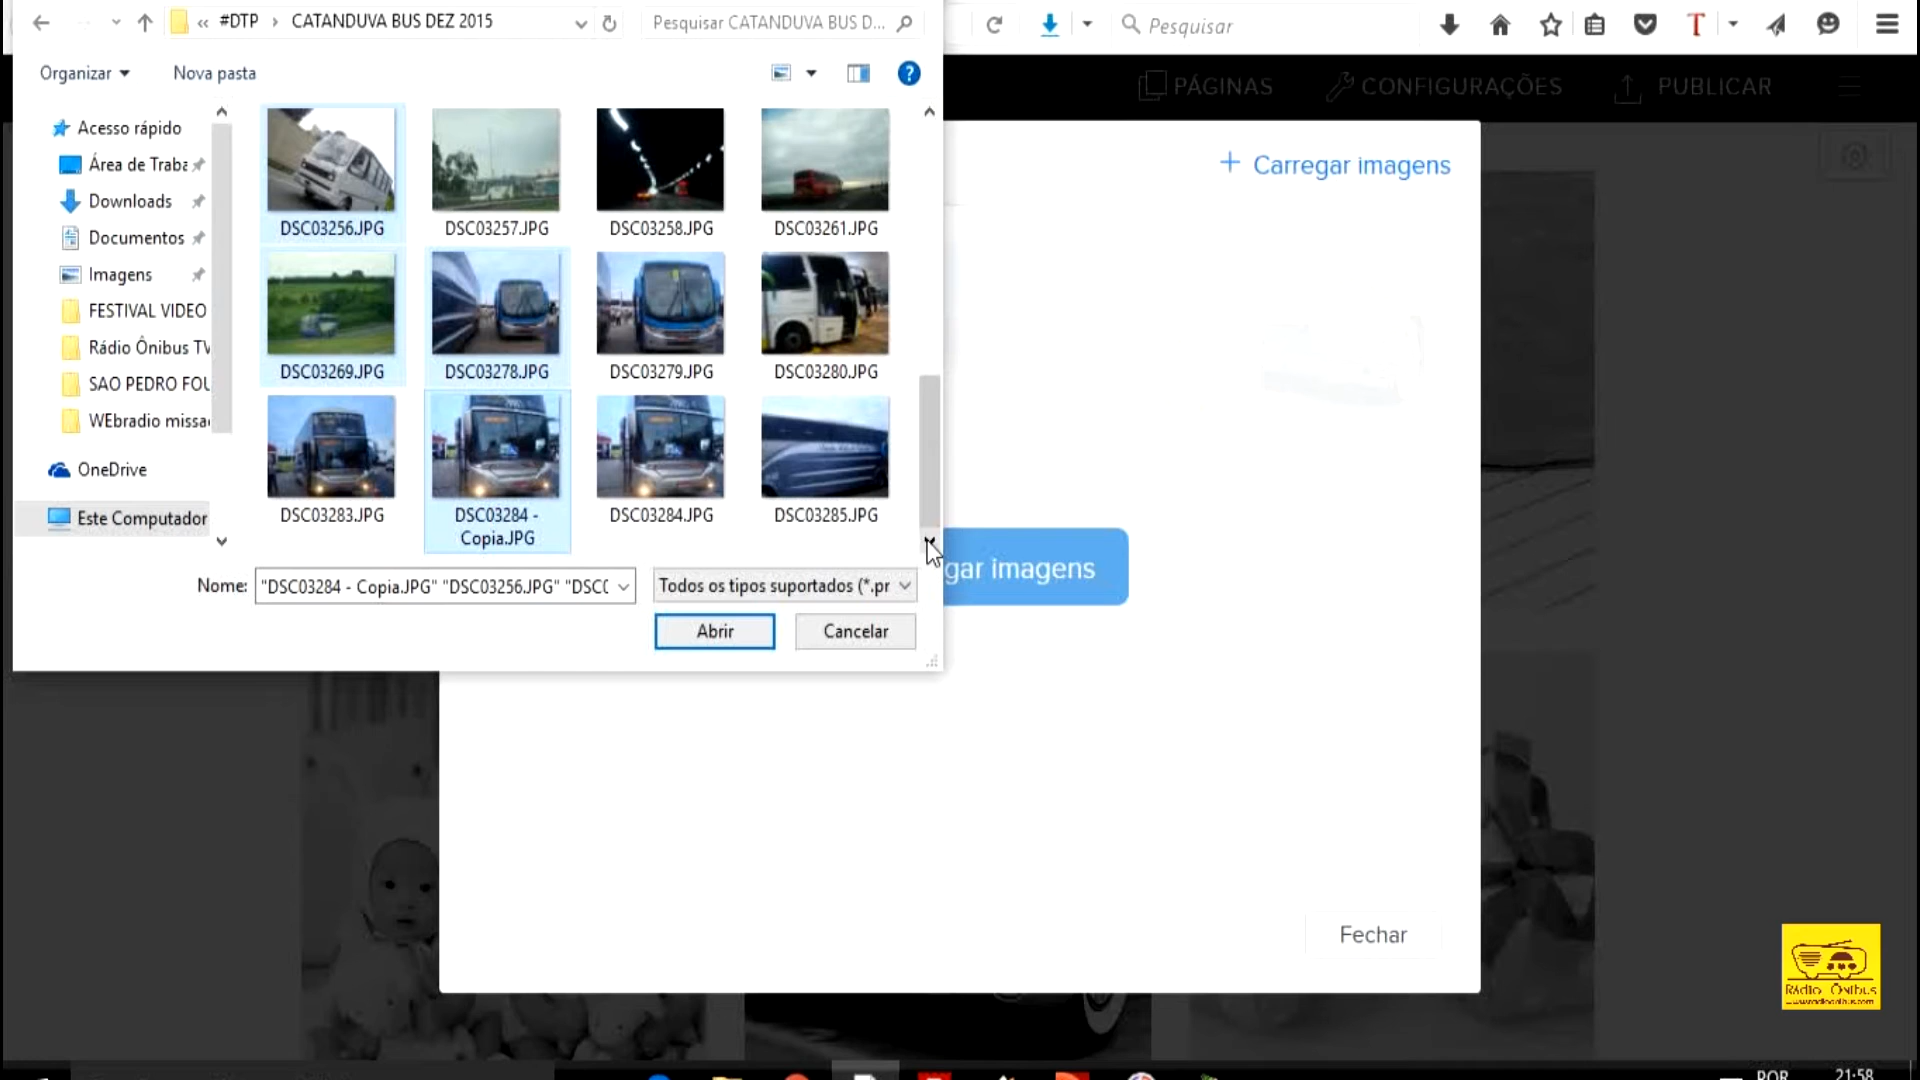 « #DTP › CATANDUVA BUS DEZ 2015
Pesquisar CATANDUVA BUS D...
Pesquisar
Organizar
Nova pasta
PÁGINAS
CONFIGURAÇÕES
PUBLICAR
Acesso rápido
Área de Traba
Downloads
Documentos
Imagens
FESTIVAL VIDEO
Rádio Ônibus TV
SAO PEDRO FOU
WEbradio missa
OneDrive
Este Computador
DSC03256.JPG
DSC03257.JPG
DSC03258.JPG
DSC03261.JPG
DSC03269.JPG
DSC03278.JPG
DSC03279.JPG
DSC03280.JPG
DSC03283.JPG
DSC03284 -
Copia.JPG
DSC03284.JPG
DSC03285.JPG
Nome: "DSC03284 - Copia.JPG" "DSC03256.JPG" "DSC(
Todos os tipos suportados (*.pr
Abrir
Cancelar
+ Carregar imagens
gar imagens
Fechar
Rádio Ônibus
www.radioonibus.com
POR
21:58